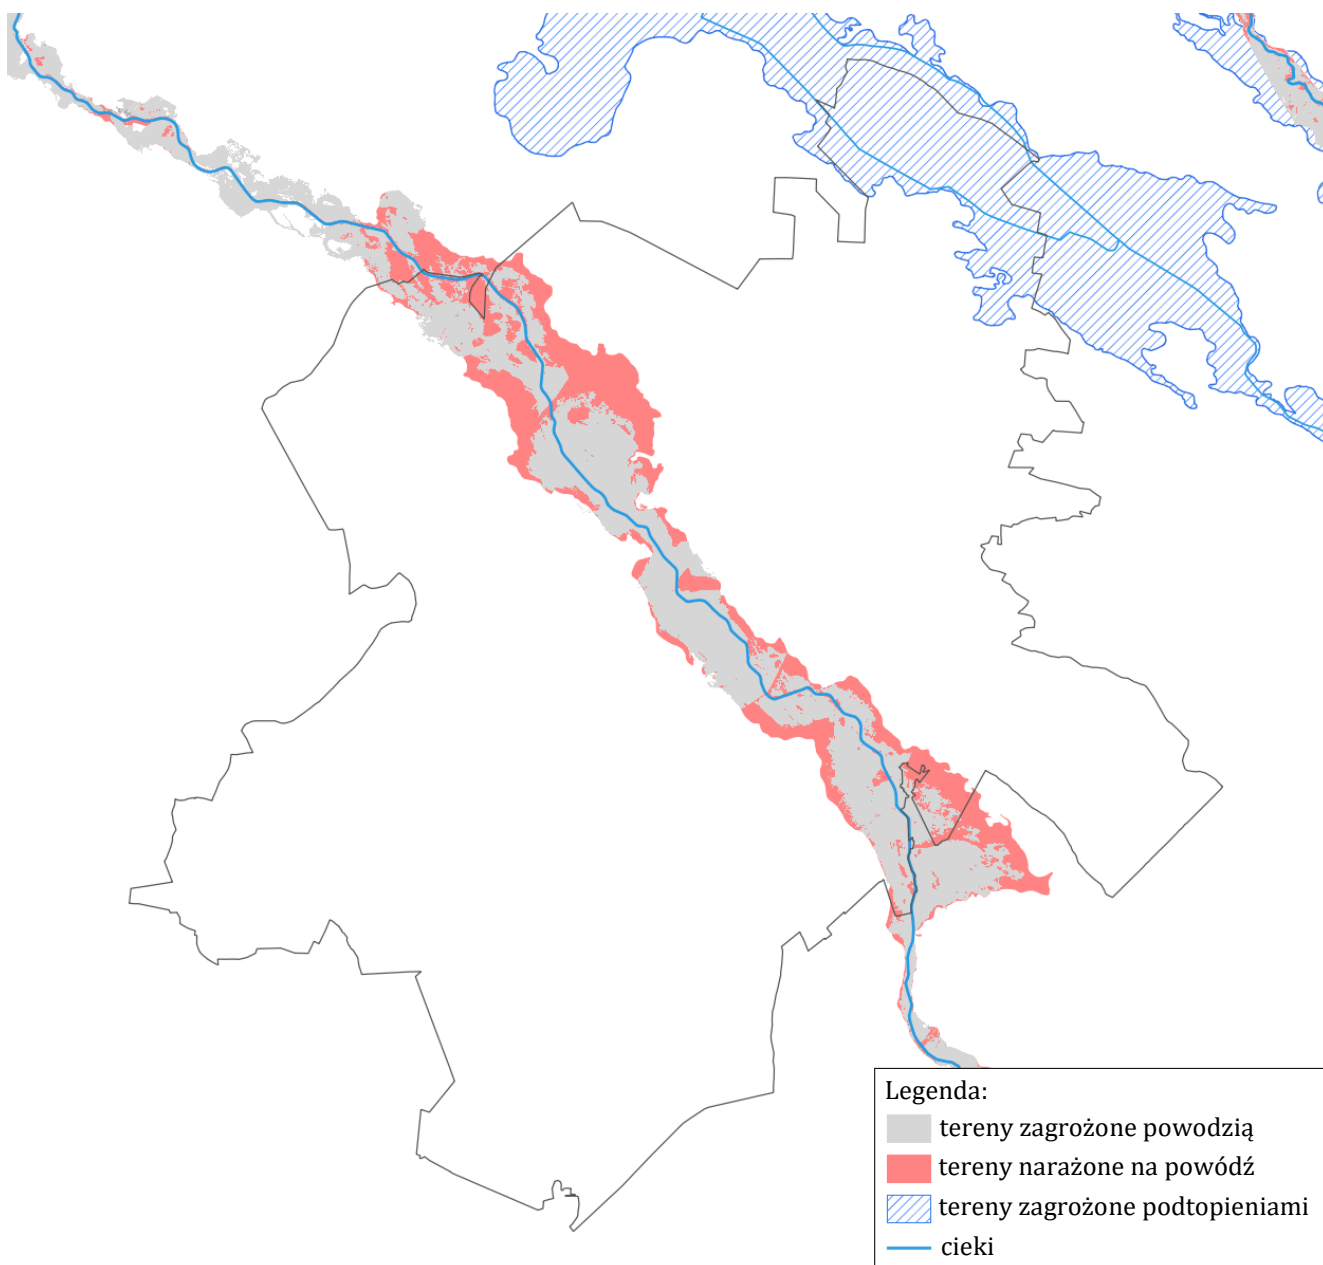 Legenda:
tereny zagrożone powodzią
tereny narażone na powódź
tereny zagrożone podtopieniami
cieki